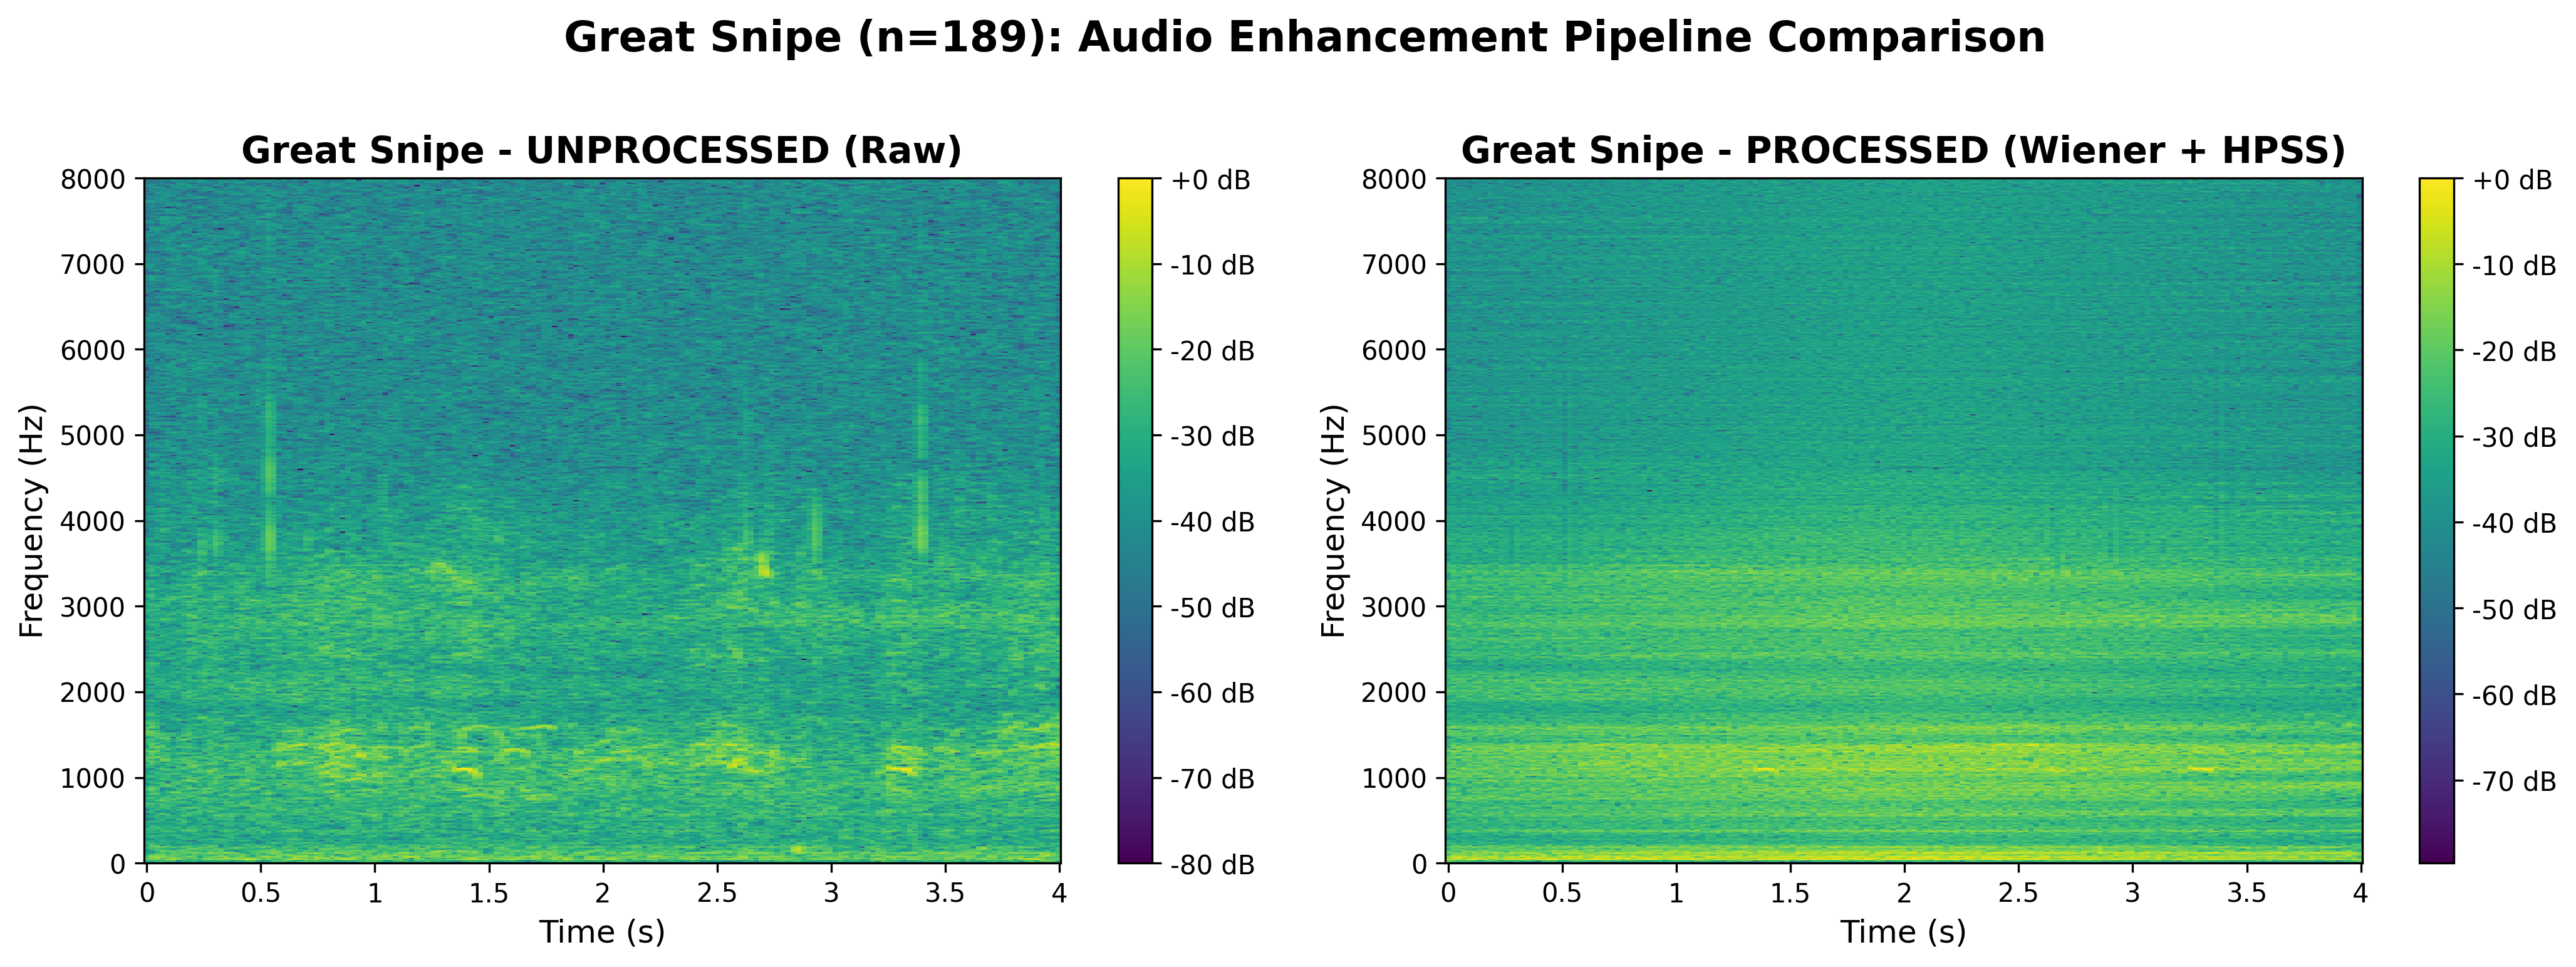 Great Snipe (n=189): Audio Enhancement Pipeline Comparison
Great Snipe - UNPROCESSED (Raw)
8000
7000
6000
5000
4000
3000
2000
1000
0
Frequency (Hz)
0 0.5 1 1.5 2 2.5 3 3.5 4
Time (s)
+0 dB
-10 dB
-20 dB
-30 dB
-40 dB
-50 dB
-60 dB
-70 dB
-80 dB
Great Snipe - PROCESSED (Wiener + HPSS)
8000
7000
6000
5000
4000
3000
2000
1000
0
Frequency (Hz)
0 0.5 1 1.5 2 2.5 3 3.5 4
Time (s)
+0 dB
-10 dB
-20 dB
-30 dB
-40 dB
-50 dB
-60 dB
-70 dB